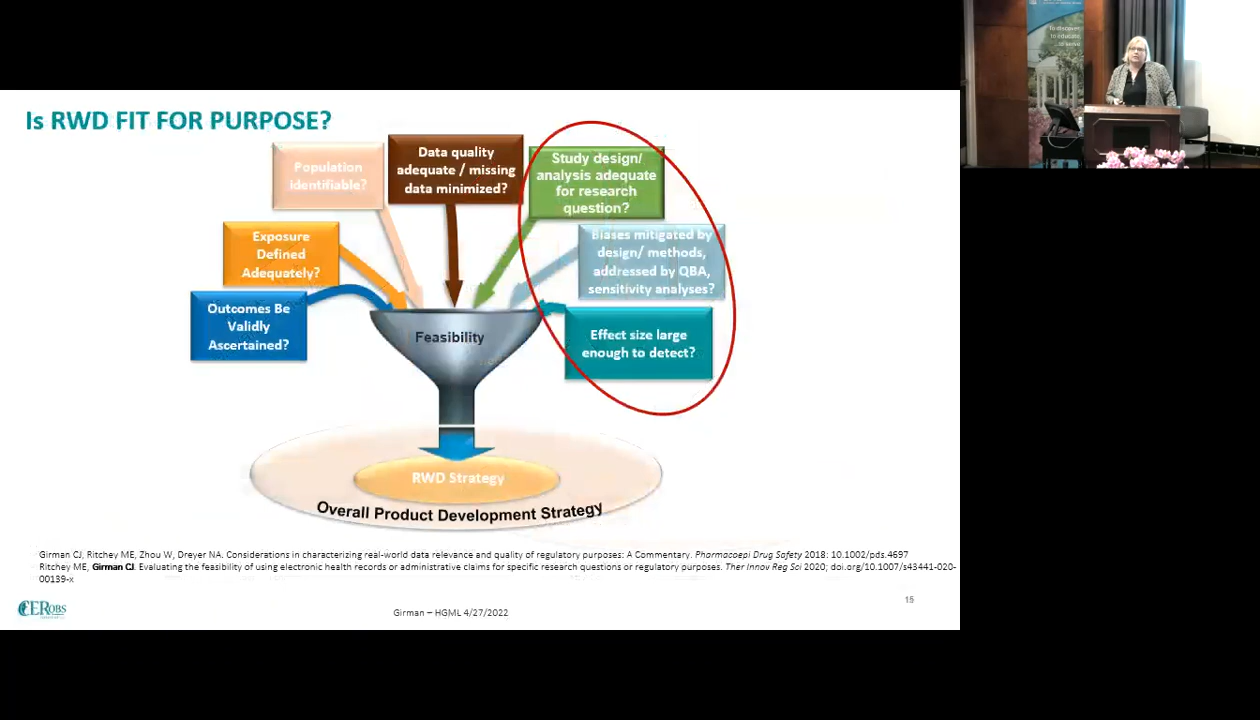 Is RWD FIT FOR PURPOSE?
Population
Identifiable?
Data quality
adequate / missing
data minimized?
Study design/
analysis adequate
for research
question?
Exposure
Defined
Adequately?
Biases mitigated by
design/ methods,
addressed by QBA,
sensitivity analyses?
Outcomes Be
Validly
Ascertained?
Effect size large
enough to detect?
Feasibility
RWD Strategy
Overall Product Development Strategy
Girman CJ, Ritchey ME, Zhou W, Dreyer NA. Considerations in characterizing real-world data relevance and quality of regulatory purposes: A Commentary. Pharmacoepi Drug Safety 2018: 10.1002/pds.4697
Ritchey ME, Girman CJ. Evaluating the feasibility of using electronic health records or administrative claims for specific research questions or regulatory purposes. Ther Innov Reg Sci 2020; doi.org/10.1007/s43441-020-
00139-x
CERobs
Girman – HGML 4/27/2022
15
To discover,
to educate,
to serve